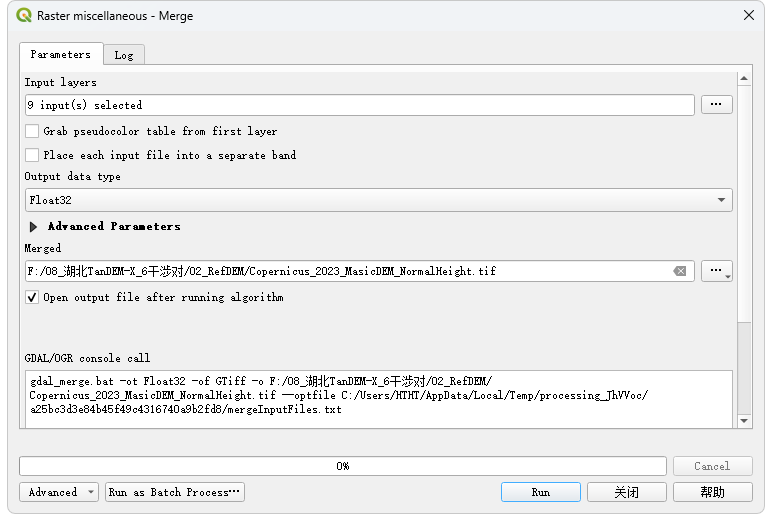 Raster miscellaneous - Merge
Parameters
Log
Input layers
9 input(s) selected
...
Grab pseudocolor table from first layer
Place each input file into a separate band
Output data type
Float32
Advanced Parameters
Merged
F:/08_湖北TanDEM-X_6干涉对/02_RefDEM/Copernicus_2023_MasicDEM_NormalHeight.tif
...
Open output file after running algorithm
GDAL/OGR console call
gdal_merge.bat -ot Float32 -of GTiff -o F:/08_湖北TanDEM-X_6干涉对/02_RefDEM/
Copernicus_2023_MasicDEM_NormalHeight.tif --optfile C:/Users/HTHT/AppData/Local/Temp/processing_JhVVoc/
a25bc3d3e84b45f49c4316740a9b2fd8/mergeInputFiles.txt
0%
Cancel
Advanced
Run as Batch Process…
Run
关闭
帮助